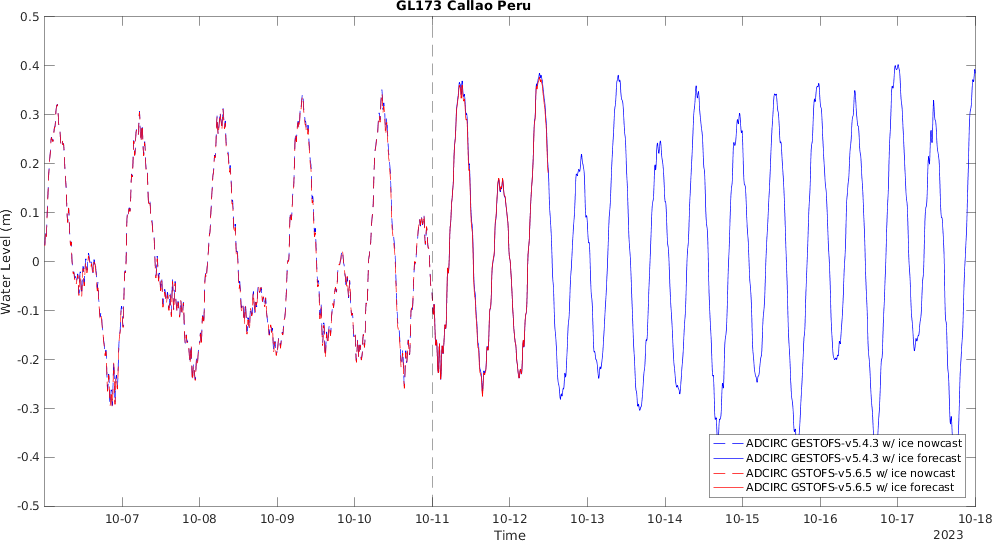 GL173 Callao Peru
0.5
0.4
0.3
0.2
0.1
0
-0.1
-0.2
-0.3
-0.4
-0.5
Water Level (m)
ADCIRC GESTOFS-v5.4.3 w/ ice nowcast
ADCIRC GESTOFS-v5.4.3 w/ ice forecast
ADCIRC GSTOFS-v5.6.5 w/ ice nowcast
ADCIRC GSTOFS-v5.6.5 w/ ice forecast
10-07 10-08 10-09 10-10 10-11 10-12 10-13 10-14 10-15 10-16 10-17 10-18
Time
2023